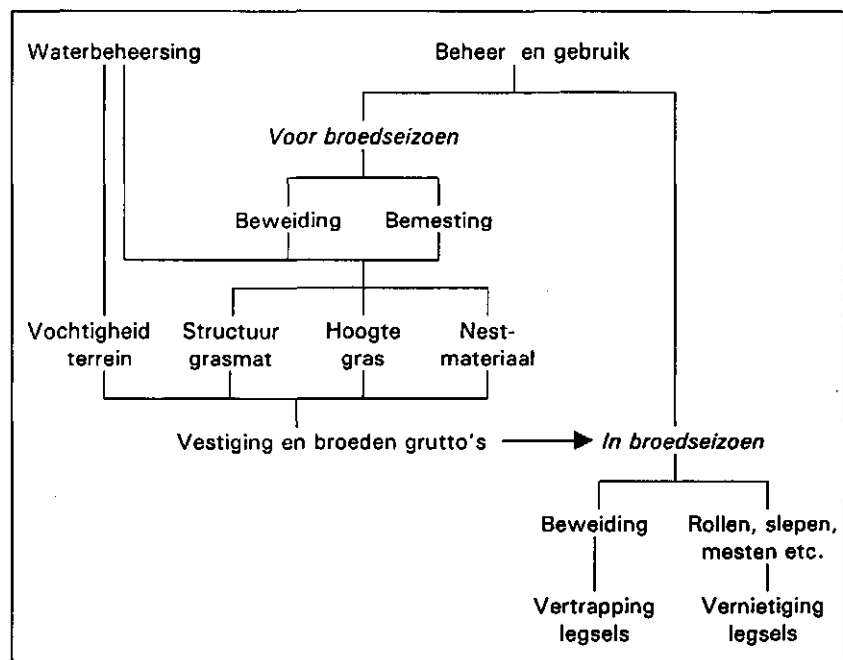 Waterbeheersing
Beheer en gebruik
Voor broedseizoen
Beweiding
Bemesting
Vochtigheid
terrein
Structuur
grasmat
Hoogte
gras
Nest-
materiaal
Vestiging en broeden grutto's
In broedseizoen
Beweiding
Rollen, slepen,
mesten etc.
Vertrapping
legsels
Vernietiging
legsels